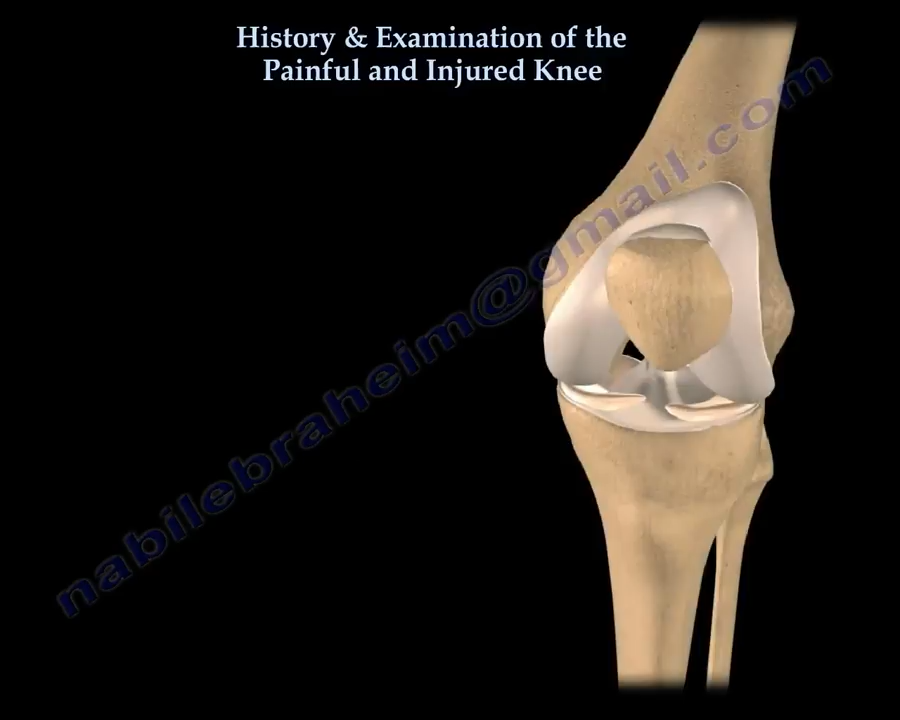 History & Examination of the
Painful and Injured Knee
nabilebraheim@gmail.com